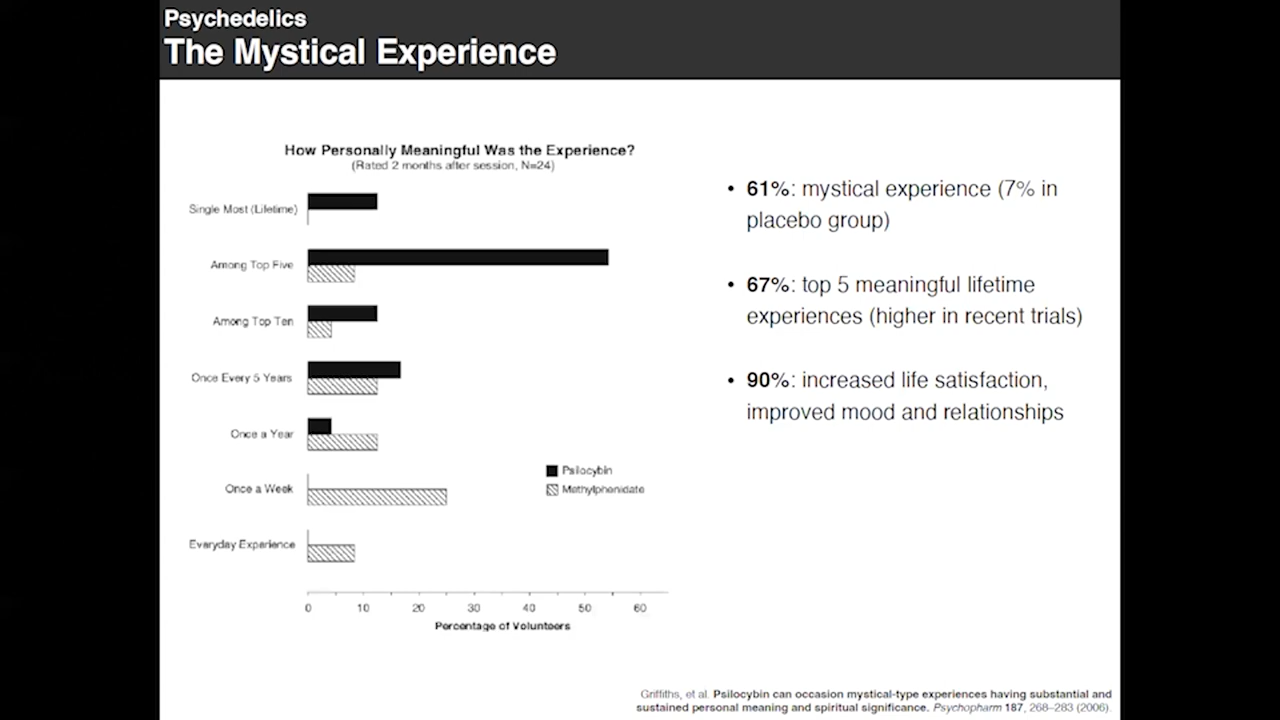 Psychedelics
The Mystical Experience
How Personally Meaningful Was the Experience?
(Rated 2 months after session, N=24)
Single Most (Lifetime)
Among Top Five
Among Top Ten
Once Every 5 Years
Once a Year
Once a Week
Everyday Experience
Psilocybin
Methylphenidate
0 10 20 30 40 50 60
Percentage of Volunteers
• 61%: mystical experience (7% in
placebo group)
• 67%: top 5 meaningful lifetime
experiences (higher in recent trials)
• 90%: increased life satisfaction,
improved mood and relationships
Griffiths, et al. Psilocybin can occasion mystical-type experiences having substantial and
sustained personal meaning and spiritual significance. Psychopharm 187, 268–283 (2006).